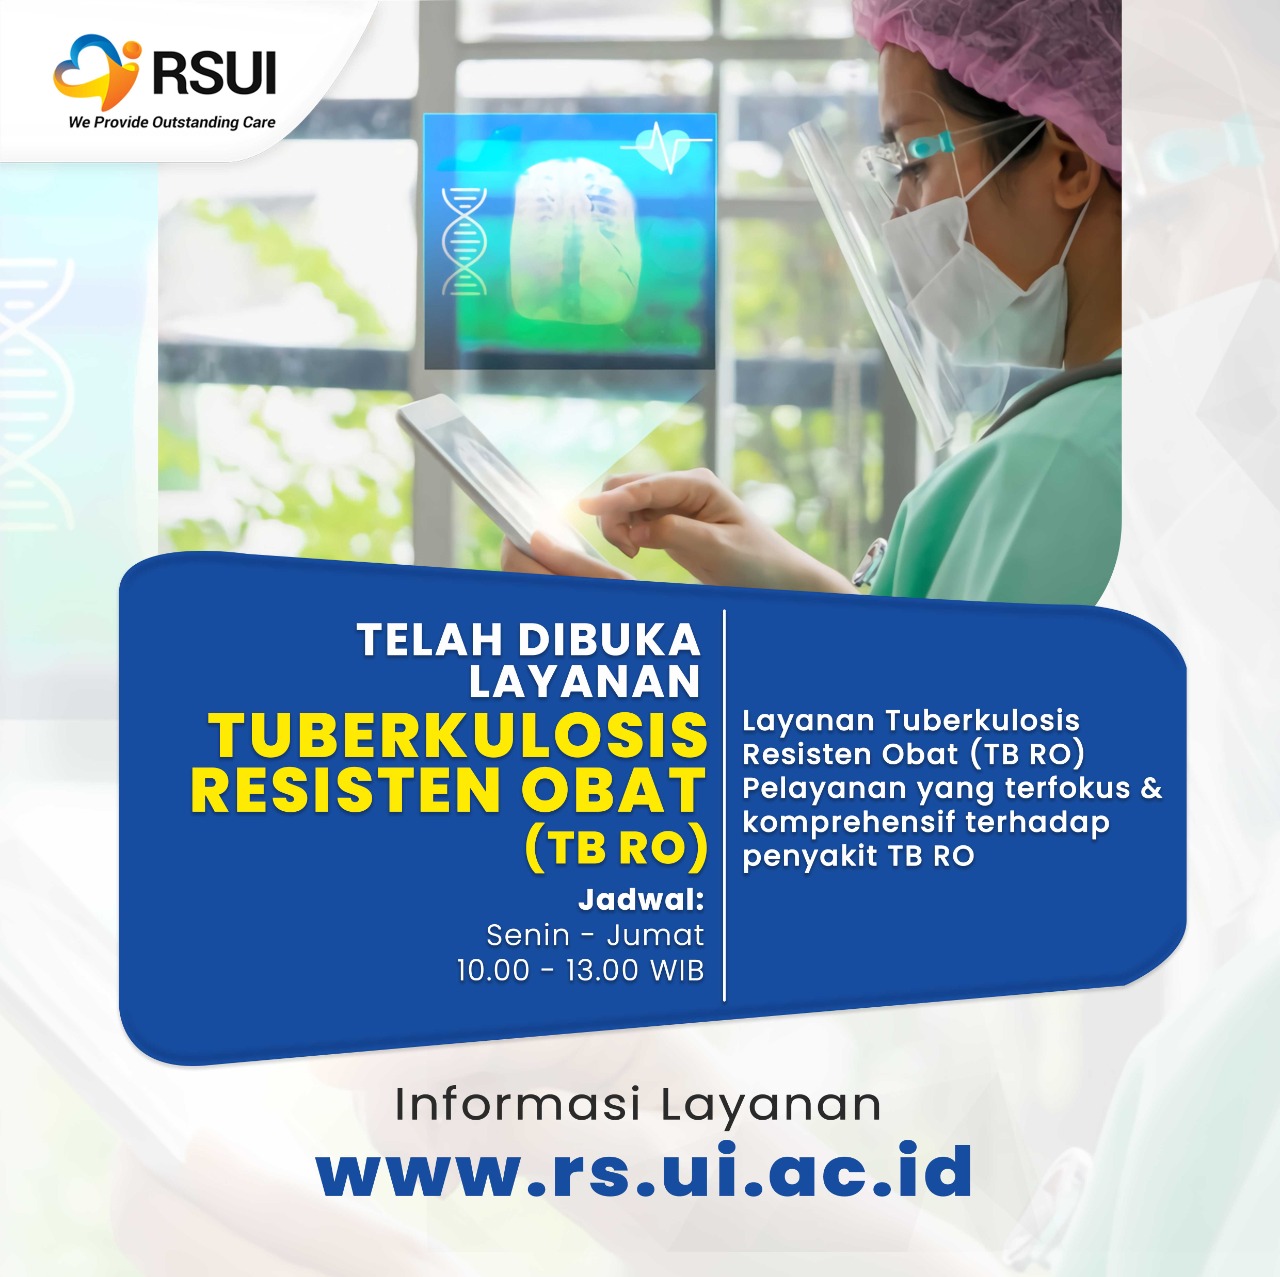 RSUI
We Provide Outstanding Care
TELAH DIBUKA
LAYANAN
TUBERKULOSIS
RESISTEN OBAT
(TB RO)
Jadwal:
Senin - Jumat
10.00 - 13.00 WIB
Layanan Tuberkulosis
Resisten Obat (TB RO)
Pelayanan yang terfokus &
komprehensif terhadap
penyakit TB RO
Informasi Layanan
www.rs.ui.ac.id